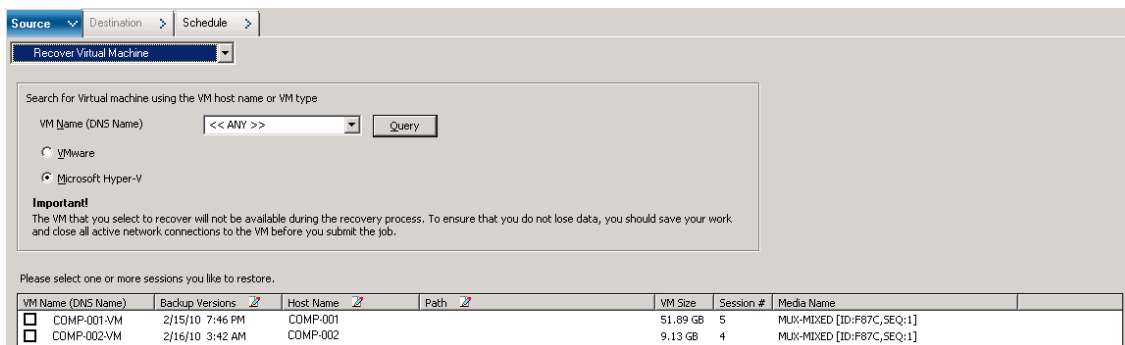 Source Destination Schedule
Recover Virtual Machine
Search for Virtual machine using the VM host name or VM type
VM Name (DNS Name) << ANY >> Query
VMware
Microsoft Hyper-V
Important!
The VM that you select to recover will not be available during the recovery process. To ensure that you do not lose data, you should save your work
and close all active network connections to the VM before you submit the job.
Please select one or more sessions you like to restore.
VM Name (DNS Name) Backup Versions Host Name Path VM Size Session # Media Name
COMP-001-VM 2/15/10 7:46 PM COMP-001 51.89 GB 5 MUX-MIXED [ID:F87C,SEQ:1]
COMP-002-VM 2/16/10 3:42 AM COMP-002 9.13 GB 4 MUX-MIXED [ID:F87C,SEQ:1]